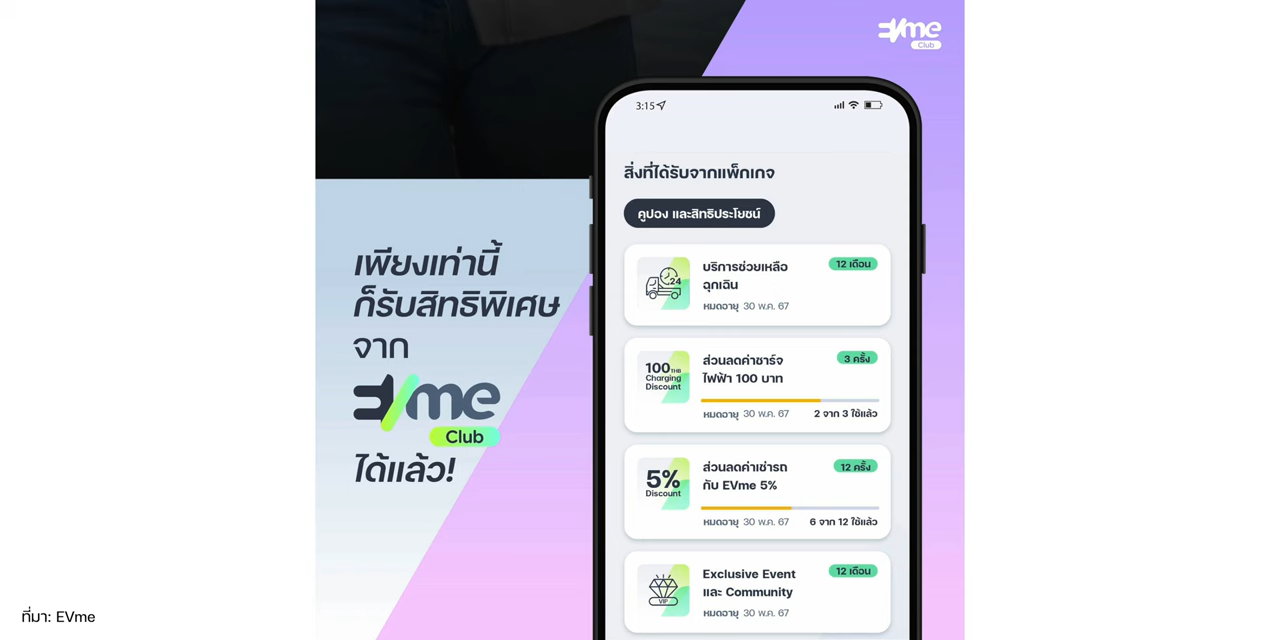 EVme
Club
3:15
สิ่งที่ได้รับจากแพ็กเกจ
คูปอง และสิทธิประโยชน์
บริการช่วยเหลือ
ฉุกเฉิน
12 เดือน
24
หมดอายุ 30 พ.ค. 67
ส่วนลดค่าชาร์จ
ไฟฟ้า 100 บาท
3 ครั้ง
100THB
Charging
Discount
หมดอายุ 30 พ.ค. 67
2 จาก 3 ใช้แล้ว
ส่วนลดค่าเช่ารถ
กับ EVme 5%
12 ครั้ง
5%
Discount
หมดอายุ 30 พ.ค. 67
6 จาก 12 ใช้แล้ว
Exclusive Event
และ Community
12 เดือน
VIP
หมดอายุ 30 พ.ค. 67
เพียงเท่านี้
ก็รับสิทธิพิเศษ
จาก
EVme
Club
ได้แล้ว!
ที่มา: EVme